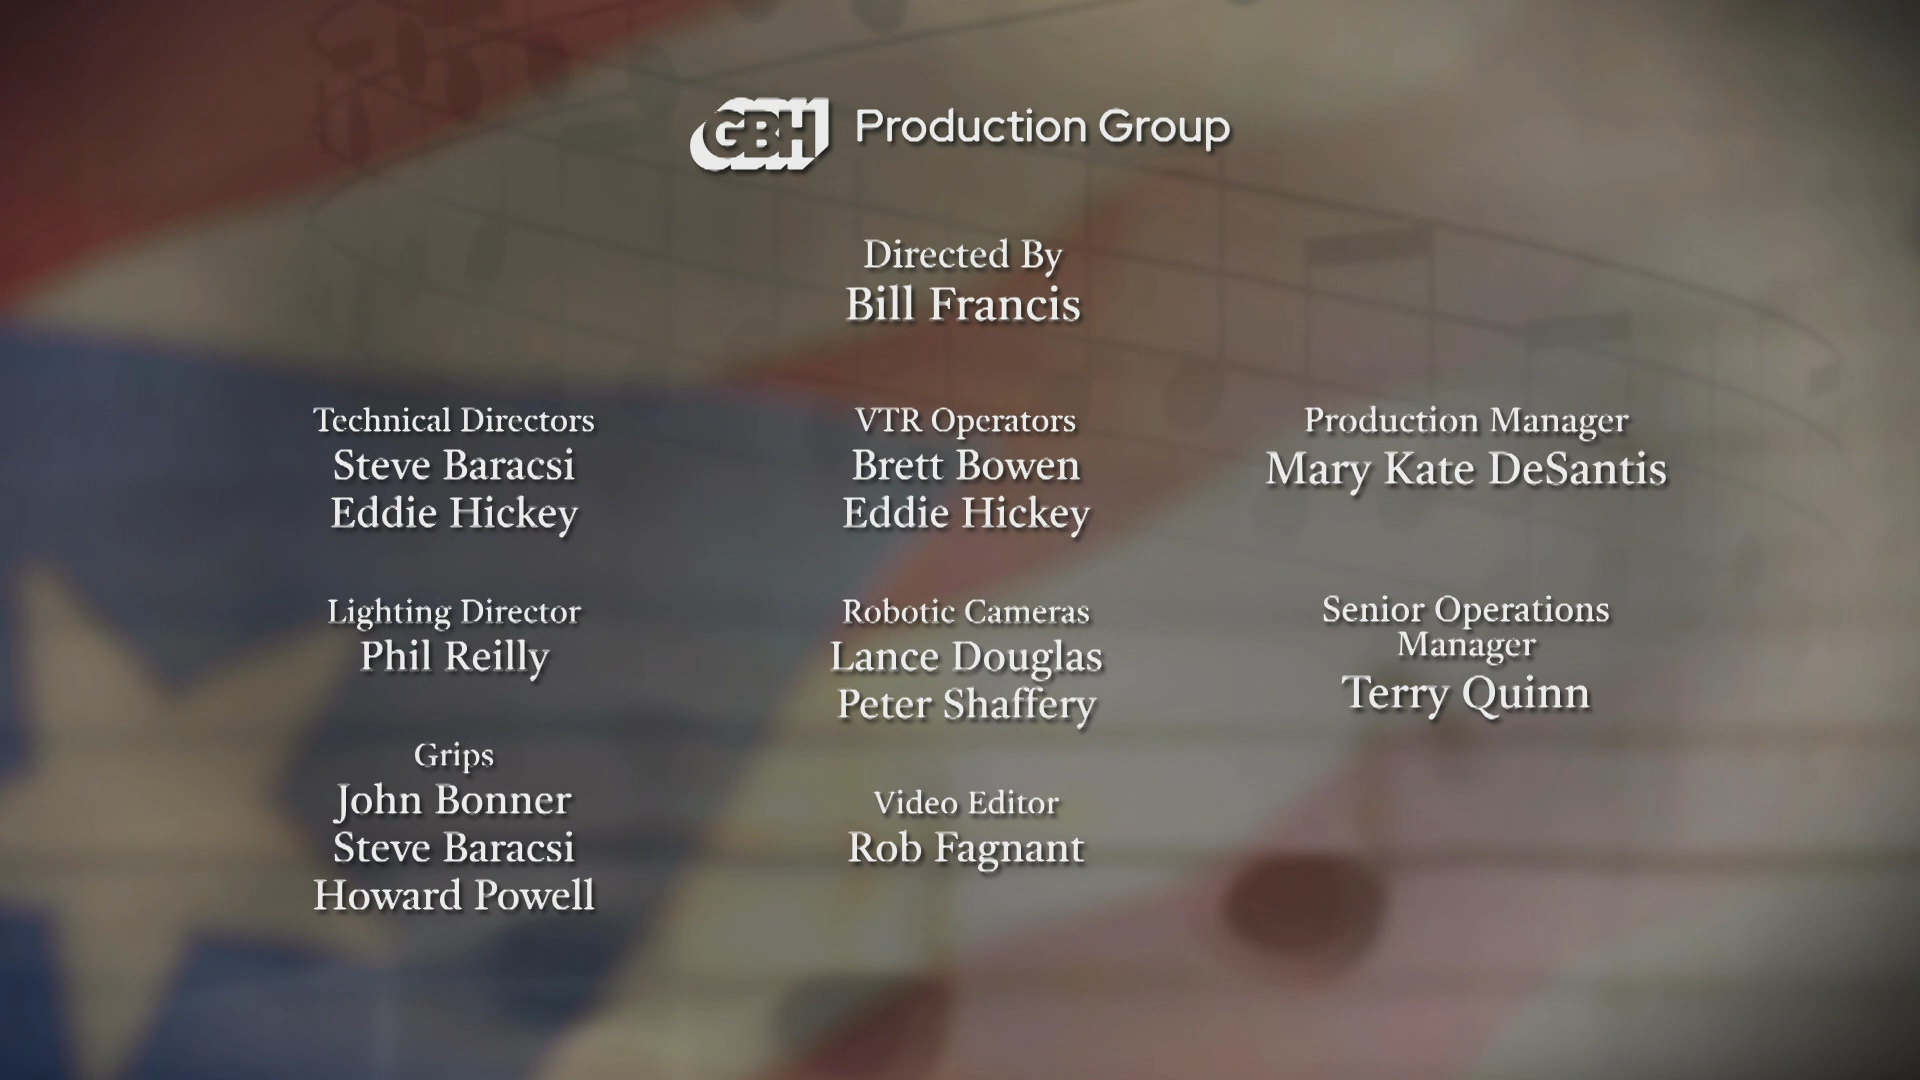 GBH Production Group
Directed By
Bill Francis
Technical Directors
Steve Baracsi
Eddie Hickey
Lighting Director
Phil Reilly
Grips
John Bonner
Steve Baracsi
Howard Powell
VTR Operators
Brett Bowen
Eddie Hickey
Robotic Cameras
Lance Douglas
Peter Shaffery
Video Editor
Rob Fagnant
Production Manager
Mary Kate DeSantis
Senior Operations
Manager
Terry Quinn